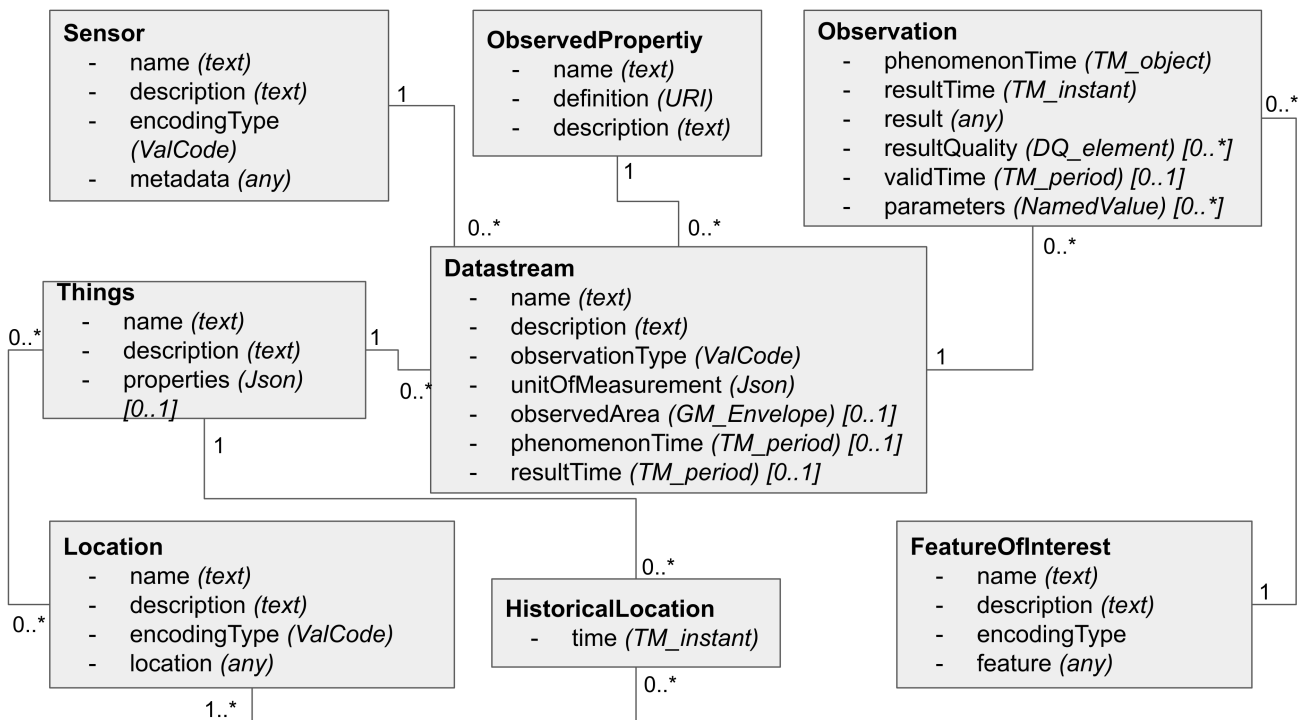 Sensor
- name (text)
- description (text)
- encodingType
(ValCode)
- metadata (any)
1
0..*
ObservedPropertiy
- name (text)
- definition (URI)
- description (text)
1
0..*
Observation
- phenomenonTime (TM_object)
- resultTime (TM_instant)
- result (any)
- resultQuality (DQ_element) [0..*]
- validTime (TM_period) [0..1]
- parameters (NamedValue) [0..*]
0..*
0..*
Things
- name (text)
- description (text)
- properties (Json)
[0..1]
0..*
1
0..*
1
Datastream
- name (text)
- description (text)
- observationType (ValCode)
- unitOfMeasurement (Json)
- observedArea (GM_Envelope) [0..1]
- phenomenonTime (TM_period) [0..1]
- resultTime (TM_period) [0..1]
1
Location
- name (text)
- description (text)
- encodingType (ValCode)
- location (any)
0..*
1..*
0..*
HistoricalLocation
- time (TM_instant)
0..*
FeatureOfInterest
- name (text)
- description (text)
- encodingType
- feature (any)
1